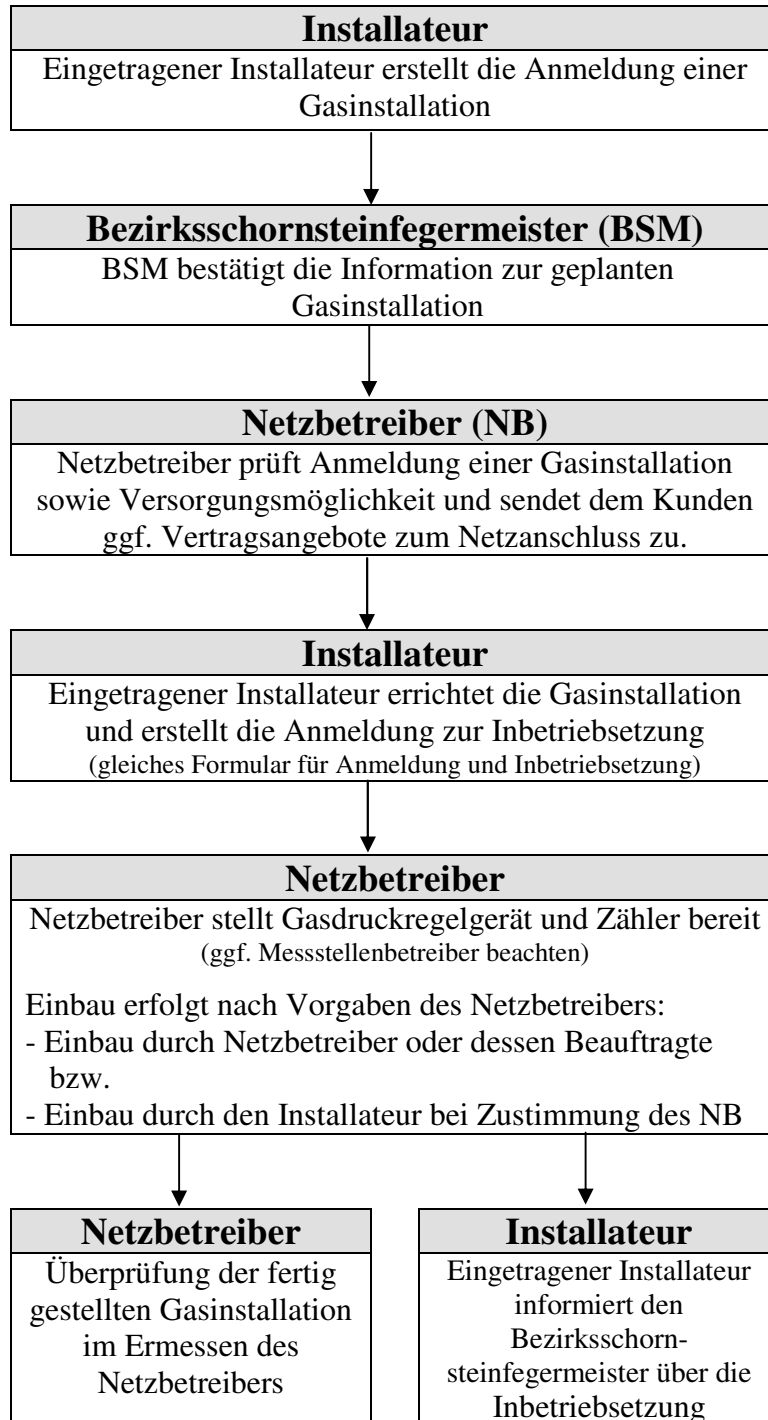 Installateur
Eingetragener Installateur erstellt die Anmeldung einer
Gasinstallation
Bezirksschornsteinfegermeister (BSM)
BSM bestätigt die Information zur geplanten
Gasinstallation
Netzbetreiber (NB)
Netzbetreiber prüft Anmeldung einer Gasinstallation
sowie Versorgungsmöglichkeit und sendet dem Kunden
ggf. Vertragsangebote zum Netzanschluss zu.
Installateur
Eingetragener Installateur errichtet die Gasinstallation
und erstellt die Anmeldung zur Inbetriebsetzung
(gleiches Formular für Anmeldung und Inbetriebsetzung)
Netzbetreiber
Netzbetreiber stellt Gasdruckregelgerät und Zähler bereit
(ggf. Messstellenbetreiber beachten)
Einbau erfolgt nach Vorgaben des Netzbetreibers:
- Einbau durch Netzbetreiber oder dessen Beauftragte
bzw.
- Einbau durch den Installateur bei Zustimmung des NB
Netzbetreiber
Überprüfung der fertig
gestellten Gasinstallation
im Ermessen des
Netzbetreibers
Installateur
Eingetragener Installateur
informiert den
Bezirksschorn-
steinfegermeister über die
Inbetriebsetzung